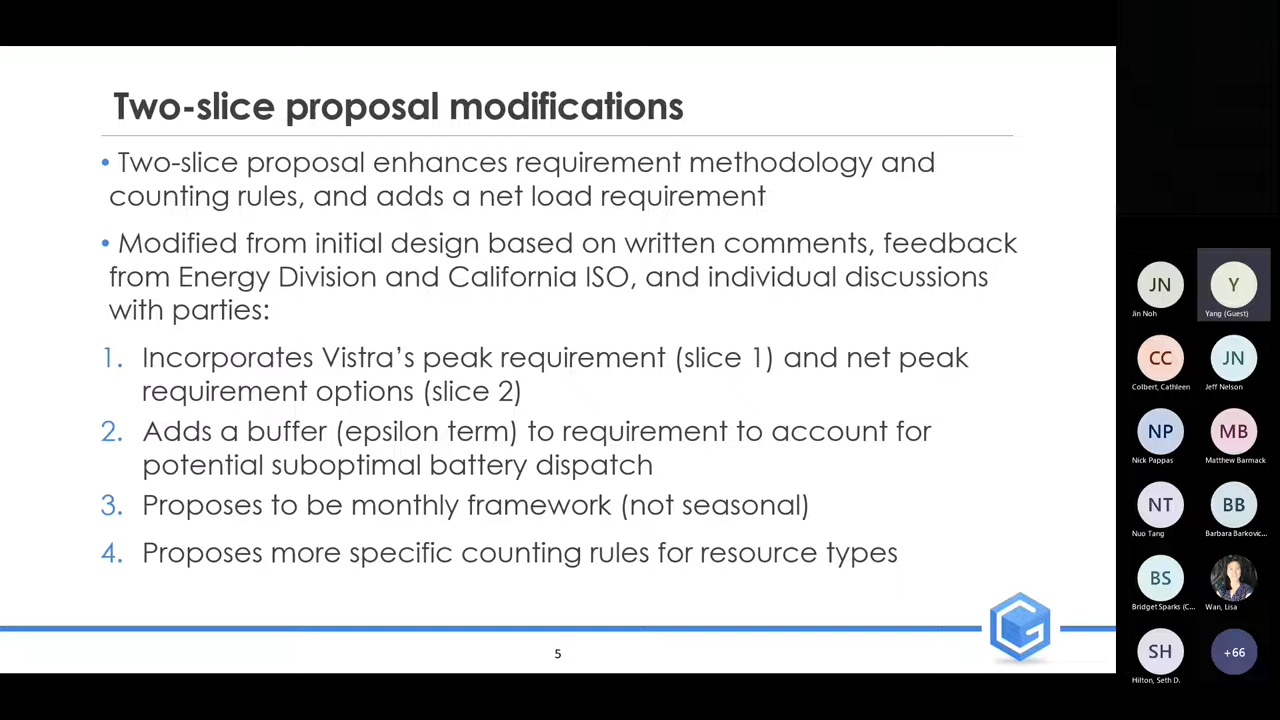 Two-slice proposal modifications
• Two-slice proposal enhances requirement methodology and
counting rules, and adds a net load requirement
• Modified from initial design based on written comments, feedback
from Energy Division and California ISO, and individual discussions
with parties:
1. Incorporates Vistra’s peak requirement (slice 1) and net peak
requirement options (slice 2)
2. Adds a buffer (epsilon term) to requirement to account for
potential suboptimal battery dispatch
3. Proposes to be monthly framework (not seasonal)
4. Proposes more specific counting rules for resource types
5
JN
Jin Noh
Y
Yang (Guest)
CC
Colbert, Cathleen
JN
Jeff Nelson
NP
Nick Pappas
MB
Matthew Barmack
NT
Nuo Tang
BB
Barbara Barkovic...
BS
Bridget Sparks (C...
Wan, Lisa
SH
Hilton, Seth D.
+66